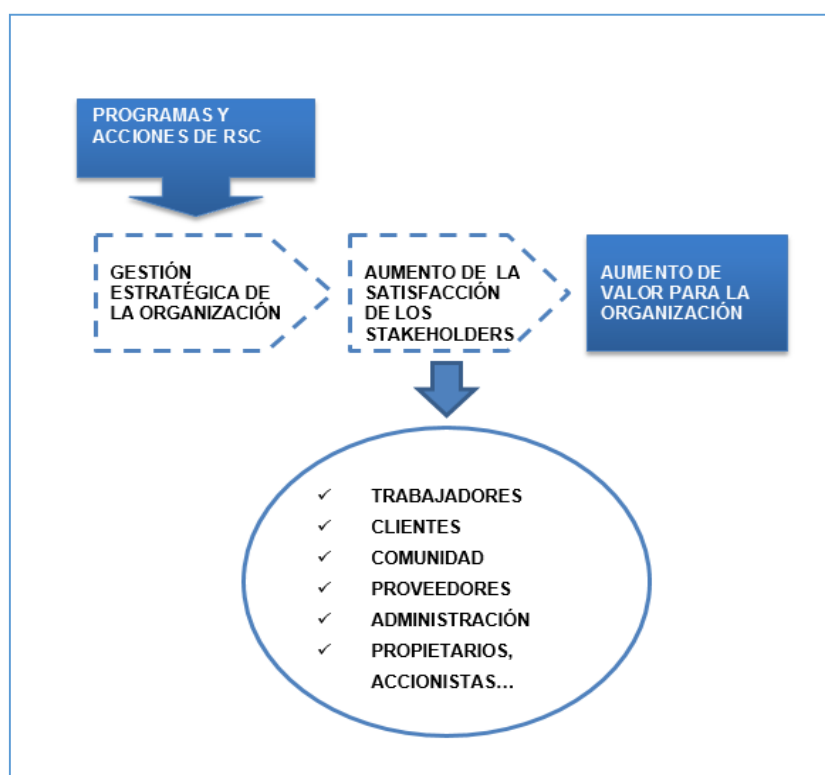 PROGRAMAS Y
ACCIONES DE RSC
GESTIÓN
ESTRATÉGICA DE
LA ORGANIZACIÓN
AUMENTO DE LA
SATISFACCIÓN
DE LOS
STAKEHOLDERS
AUMENTO DE
VALOR PARA LA
ORGANIZACIÓN
✓ TRABAJADORES
✓ CLIENTES
✓ COMUNIDAD
✓ PROVEEDORES
✓ ADMINISTRACIÓN
✓ PROPIETARIOS,
ACCIONISTAS...